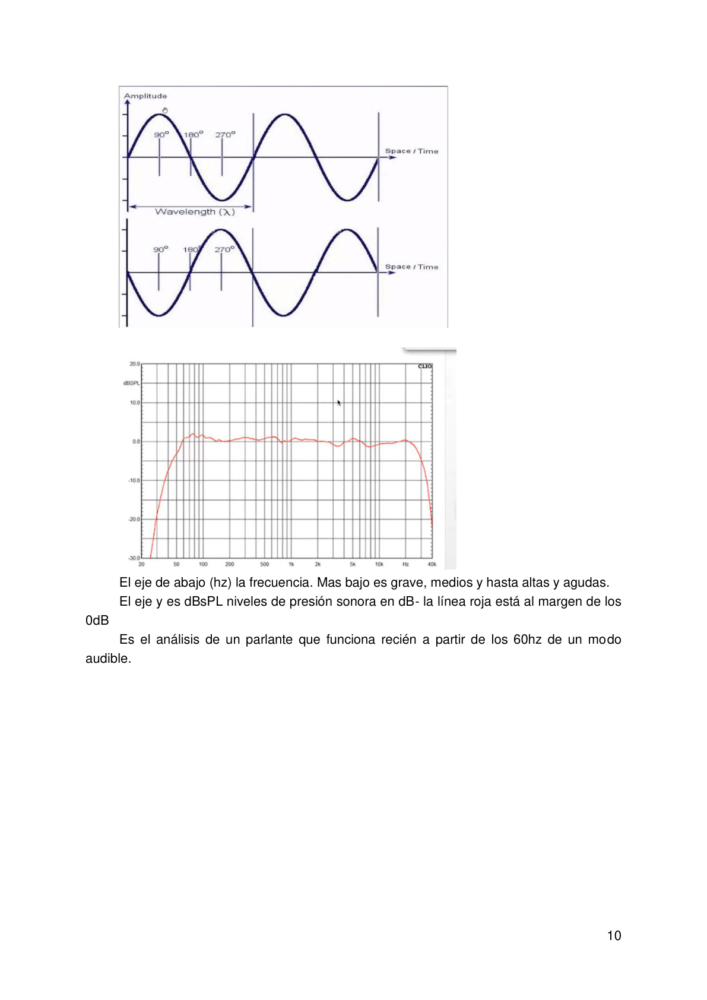 Amplitude
90° 180° 270°
Space / Time
Wavelength (λ)
90° 180° 270°
Space / Time
20.0
CLIO
dBSPL
10.0
0.0
-10.0
-20.0
-30.0
20 50 100 200 500 1k 2k 5k 10k Hz 40k
El eje de abajo (hz) la frecuencia. Mas bajo es grave, medios y hasta altas y agudas.
El eje y es dBsPL niveles de presión sonora en dB- la línea roja está al margen de los
0dB
Es el análisis de un parlante que funciona recién a partir de los 60hz de un modo
audible.
10